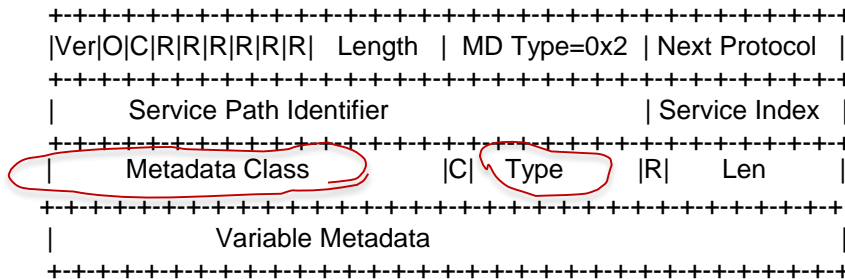 +-+-+-+-+-+-+-+-+-+-+-+-+-+-+-+-+-+-+-+-+-+-+-+-+-+-+-+-+-+-+-+-+
|Ver|O|C|R|R|R|R|R|R| Length | MD Type=0x2 | Next Protocol |
+-+-+-+-+-+-+-+-+-+-+-+-+-+-+-+-+-+-+-+-+-+-+-+-+-+-+-+-+-+-+-+-+
| Service Path Identifier | Service Index |
+-+-+-+-+-+-+-+-+-+-+-+-+-+-+-+-+-+-+-+-+-+-+-+-+-+-+-+-+-+-+-+-+
| Metadata Class |C| Type |R| Len |
+-+-+-+-+-+-+-+-+-+-+-+-+-+-+-+-+-+-+-+-+-+-+-+-+-+-+-+-+-+-+-+-+
| Variable Metadata |
+-+-+-+-+-+-+-+-+-+-+-+-+-+-+-+-+-+-+-+-+-+-+-+-+-+-+-+-+-+-+-+-+